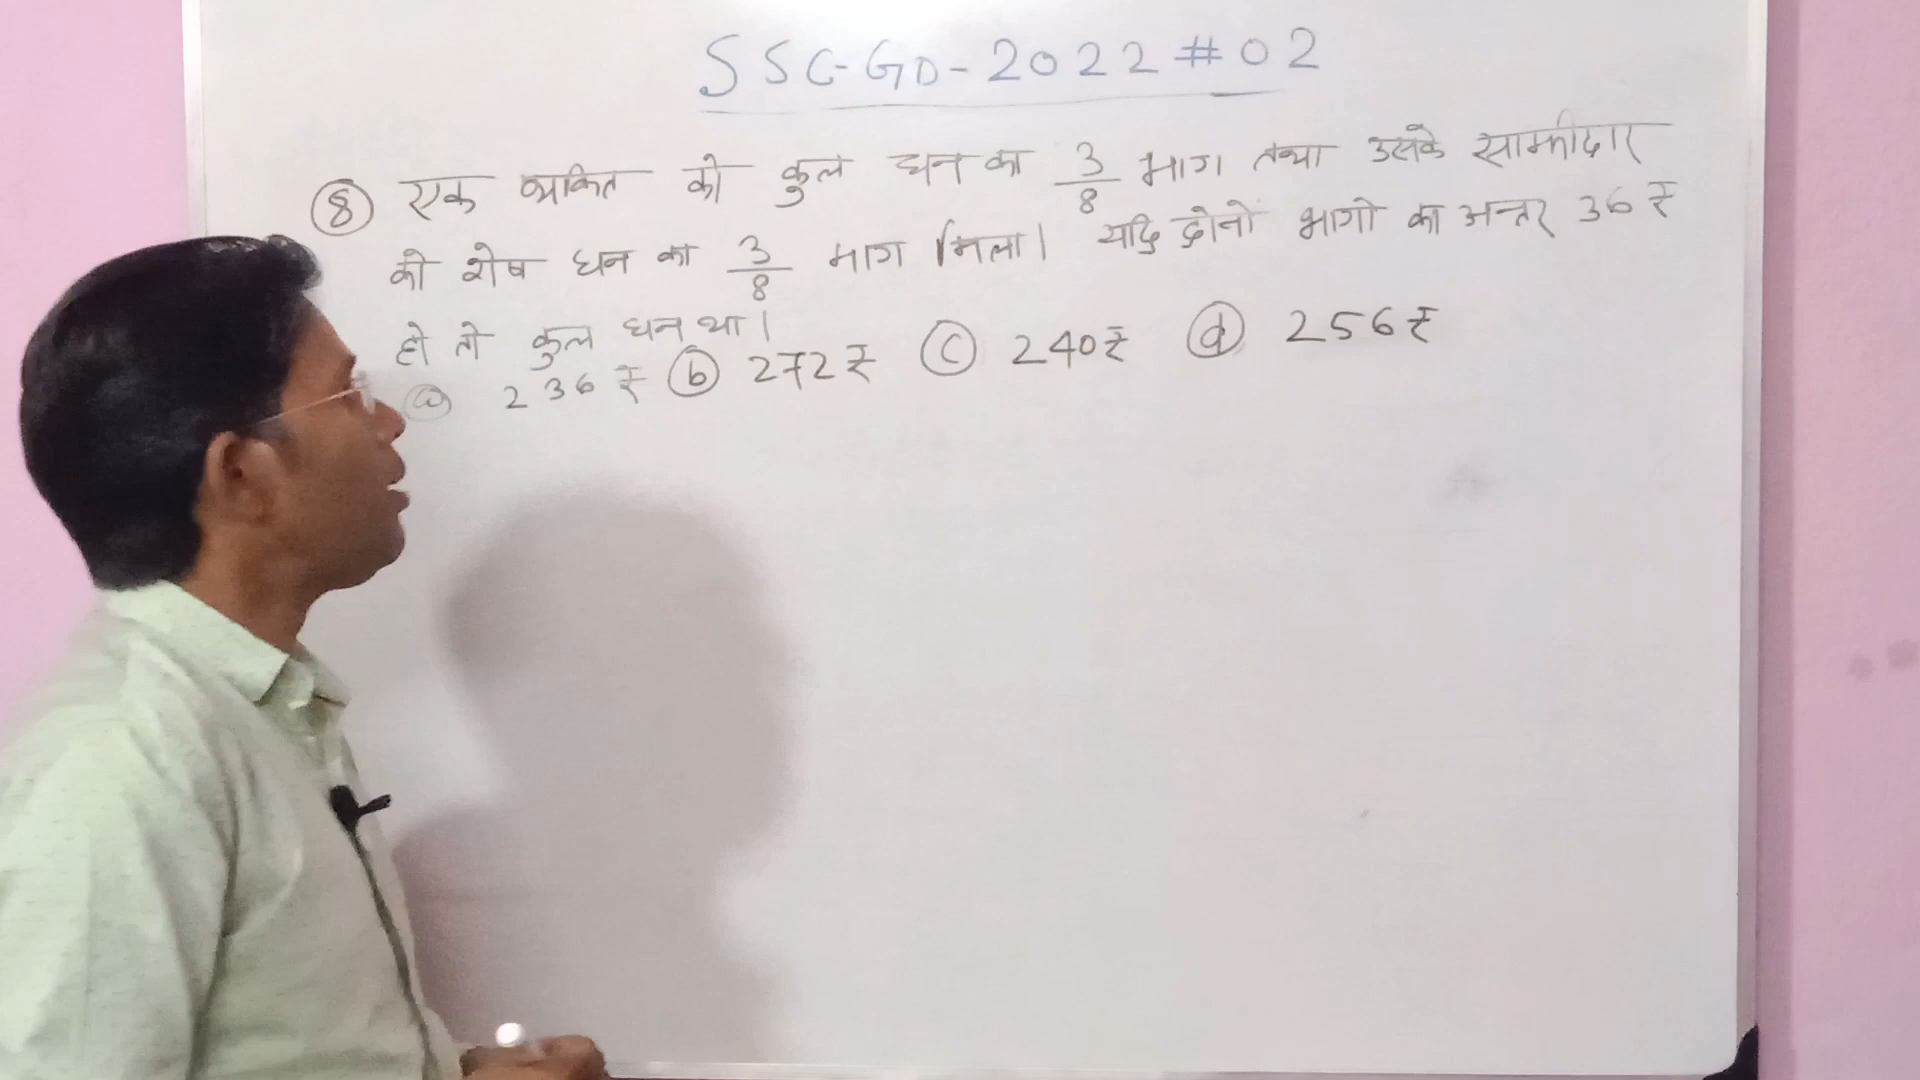 SSC-GD-2022 #02
⑧ एक व्यक्ति को कुल धन का 3/8 भाग तथा उसके साझीदार
को शेष धन का 3/8 भाग मिला। यदि दोनों भागो का अन्तर 36 ₹
हो तो कुल धन था।
ⓐ 236 ₹ ⓑ 272 ₹ ⓒ 240 ₹ ⓓ 256 ₹